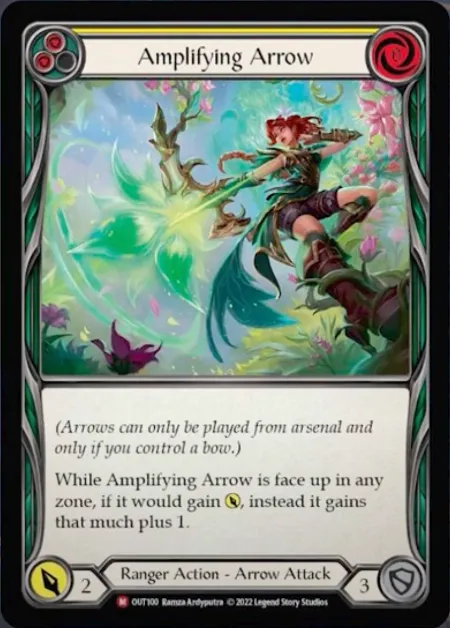 Amplifying Arrow
(Arrows can only be played from arsenal and
only if you control a bow.)
While Amplifying Arrow is face up in any
zone, if it would gain , instead it gains
that much plus 1.
2 Ranger Action - Arrow Attack 3
M OUT100 Ramza Ardyputra © 2022 Legend Story Studios